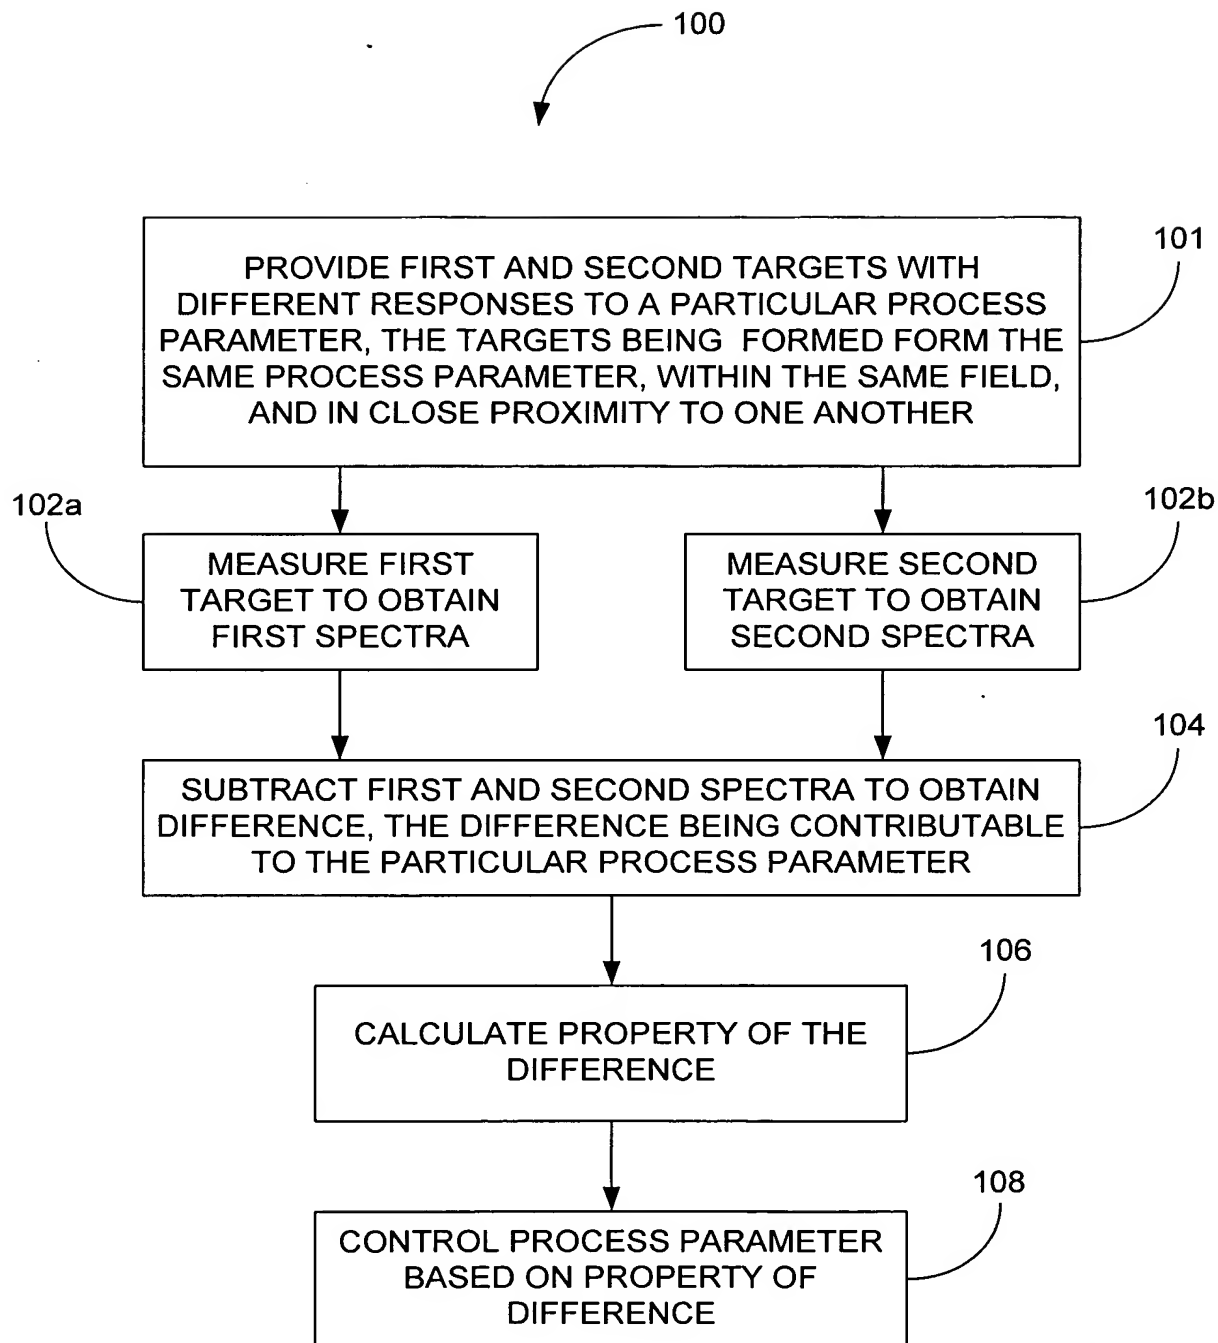 100
101
PROVIDE FIRST AND SECOND TARGETS WITH
DIFFERENT RESPONSES TO A PARTICULAR PROCESS
PARAMETER, THE TARGETS BEING FORMED FORM THE
SAME PROCESS PARAMETER, WITHIN THE SAME FIELD,
AND IN CLOSE PROXIMITY TO ONE ANOTHER
102a
MEASURE FIRST
TARGET TO OBTAIN
FIRST SPECTRA
102b
MEASURE SECOND
TARGET TO OBTAIN
SECOND SPECTRA
104
SUBTRACT FIRST AND SECOND SPECTRA TO OBTAIN
DIFFERENCE, THE DIFFERENCE BEING CONTRIBUTABLE
TO THE PARTICULAR PROCESS PARAMETER
106
CALCULATE PROPERTY OF THE
DIFFERENCE
108
CONTROL PROCESS PARAMETER
BASED ON PROPERTY OF
DIFFERENCE